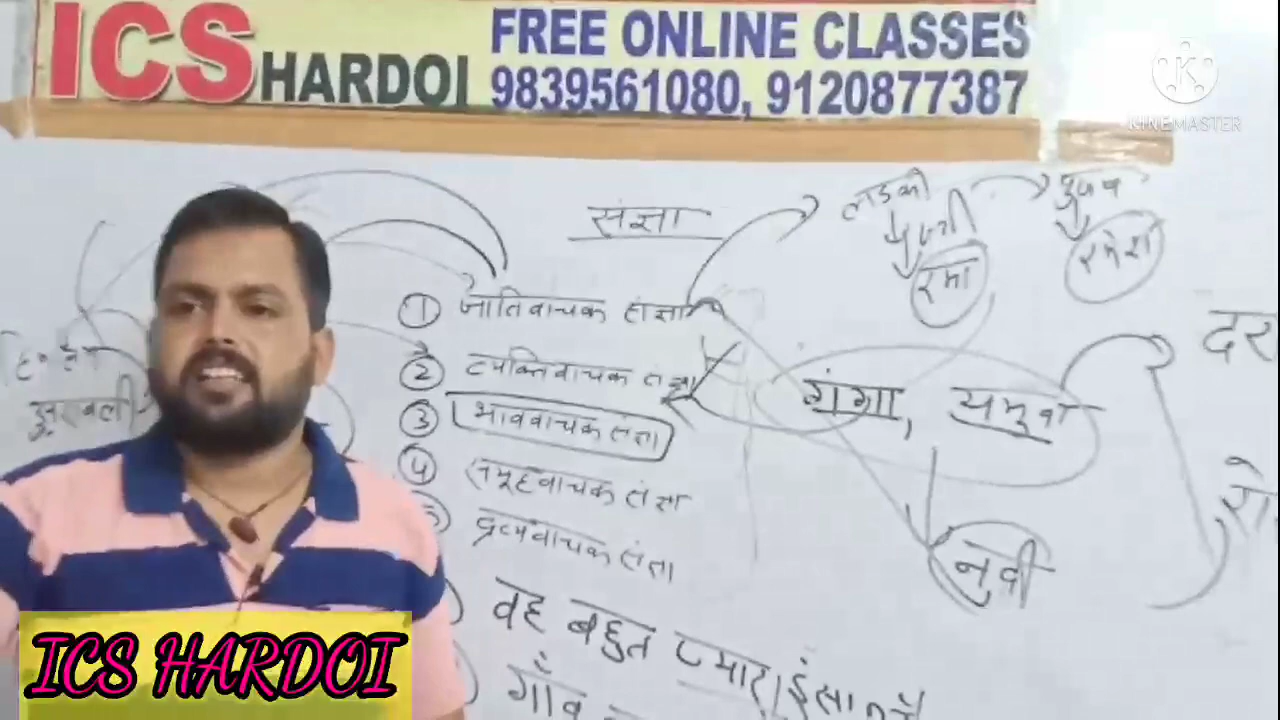 ICS HARDOI
FREE ONLINE CLASSES
9839561080, 9120877387
KINEMASTER
संज्ञा
लड़की
रमा
रमेश
① जातिवाचक संज्ञा
② व्यक्तिवाचक संज्ञा
③ भाववाचक संज्ञा
④ समूहवाचक संज्ञा
द्रव्यवाचक संज्ञा
गंगा, यमुना
नदी
वह बहुत
गाँव
ICS HARDOI